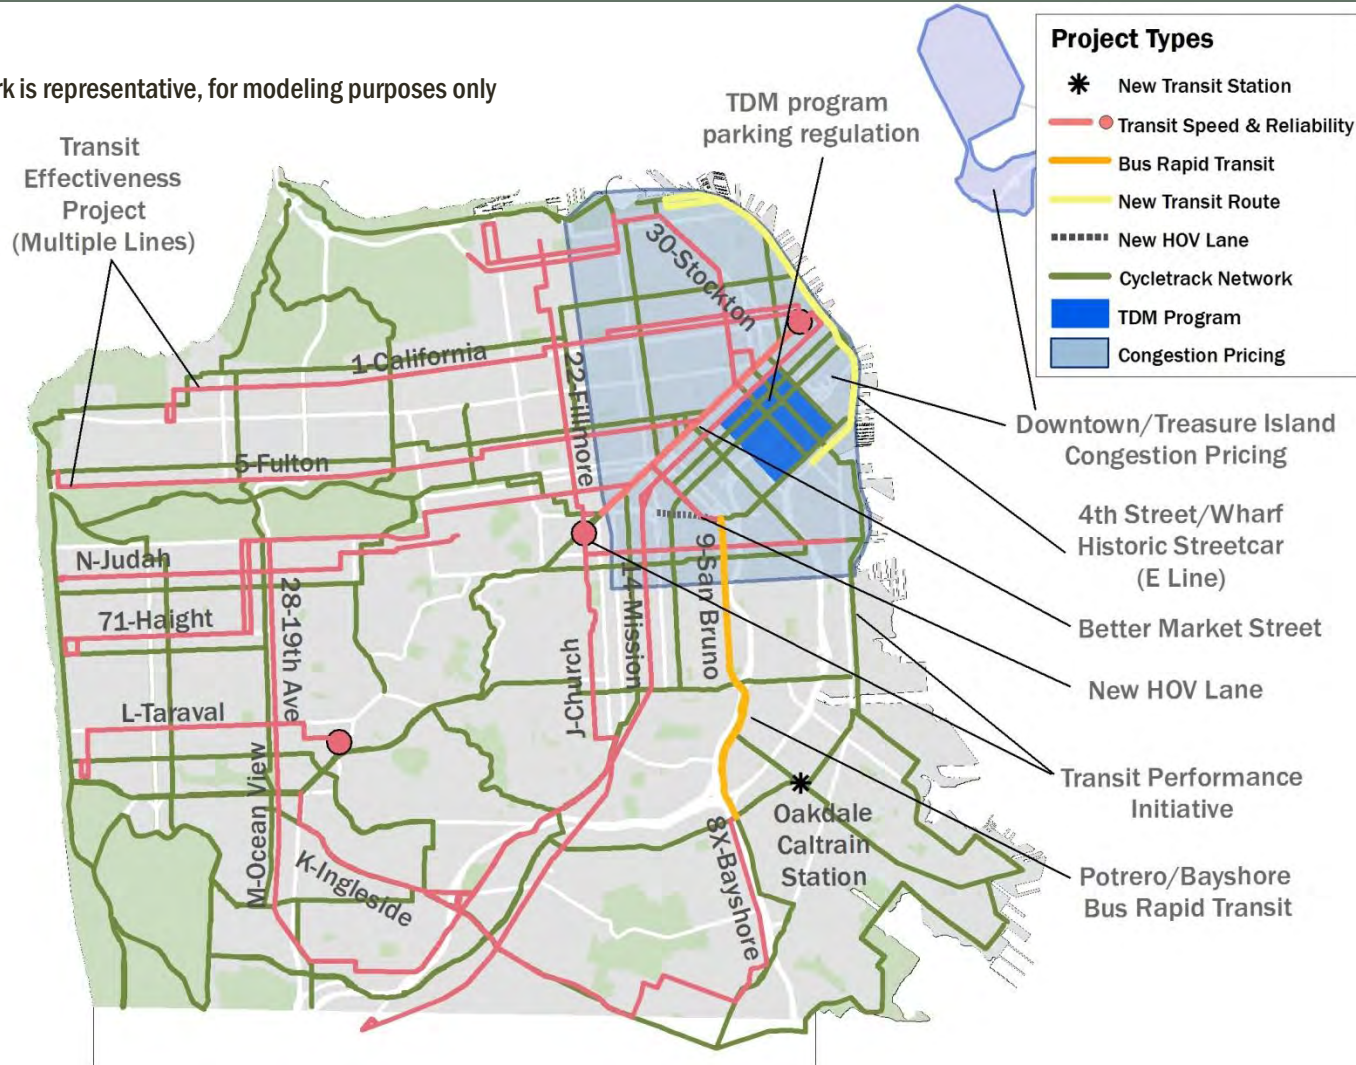 rk is representative, for modeling purposes only
Transit
Effectiveness
Project
(Multiple Lines)
TDM program
parking regulation
Project Types
New Transit Station
Transit Speed & Reliability
Bus Rapid Transit
New Transit Route
New HOV Lane
Cycletrack Network
TDM Program
Congestion Pricing
30-Stockton
1-California
22-Fillmore
5-Fulton
N-Judah
71-Haight
28-19th Ave
L-Taraval
M-Ocean View
K-Ingleside
J-Church
14-Mission
9-San Bruno
8X-Bayshore
Oakdale
Caltrain
Station
Downtown/Treasure Island
Congestion Pricing
4th Street/Wharf
Historic Streetcar
(E Line)
Better Market Street
New HOV Lane
Transit Performance
Initiative
Potrero/Bayshore
Bus Rapid Transit